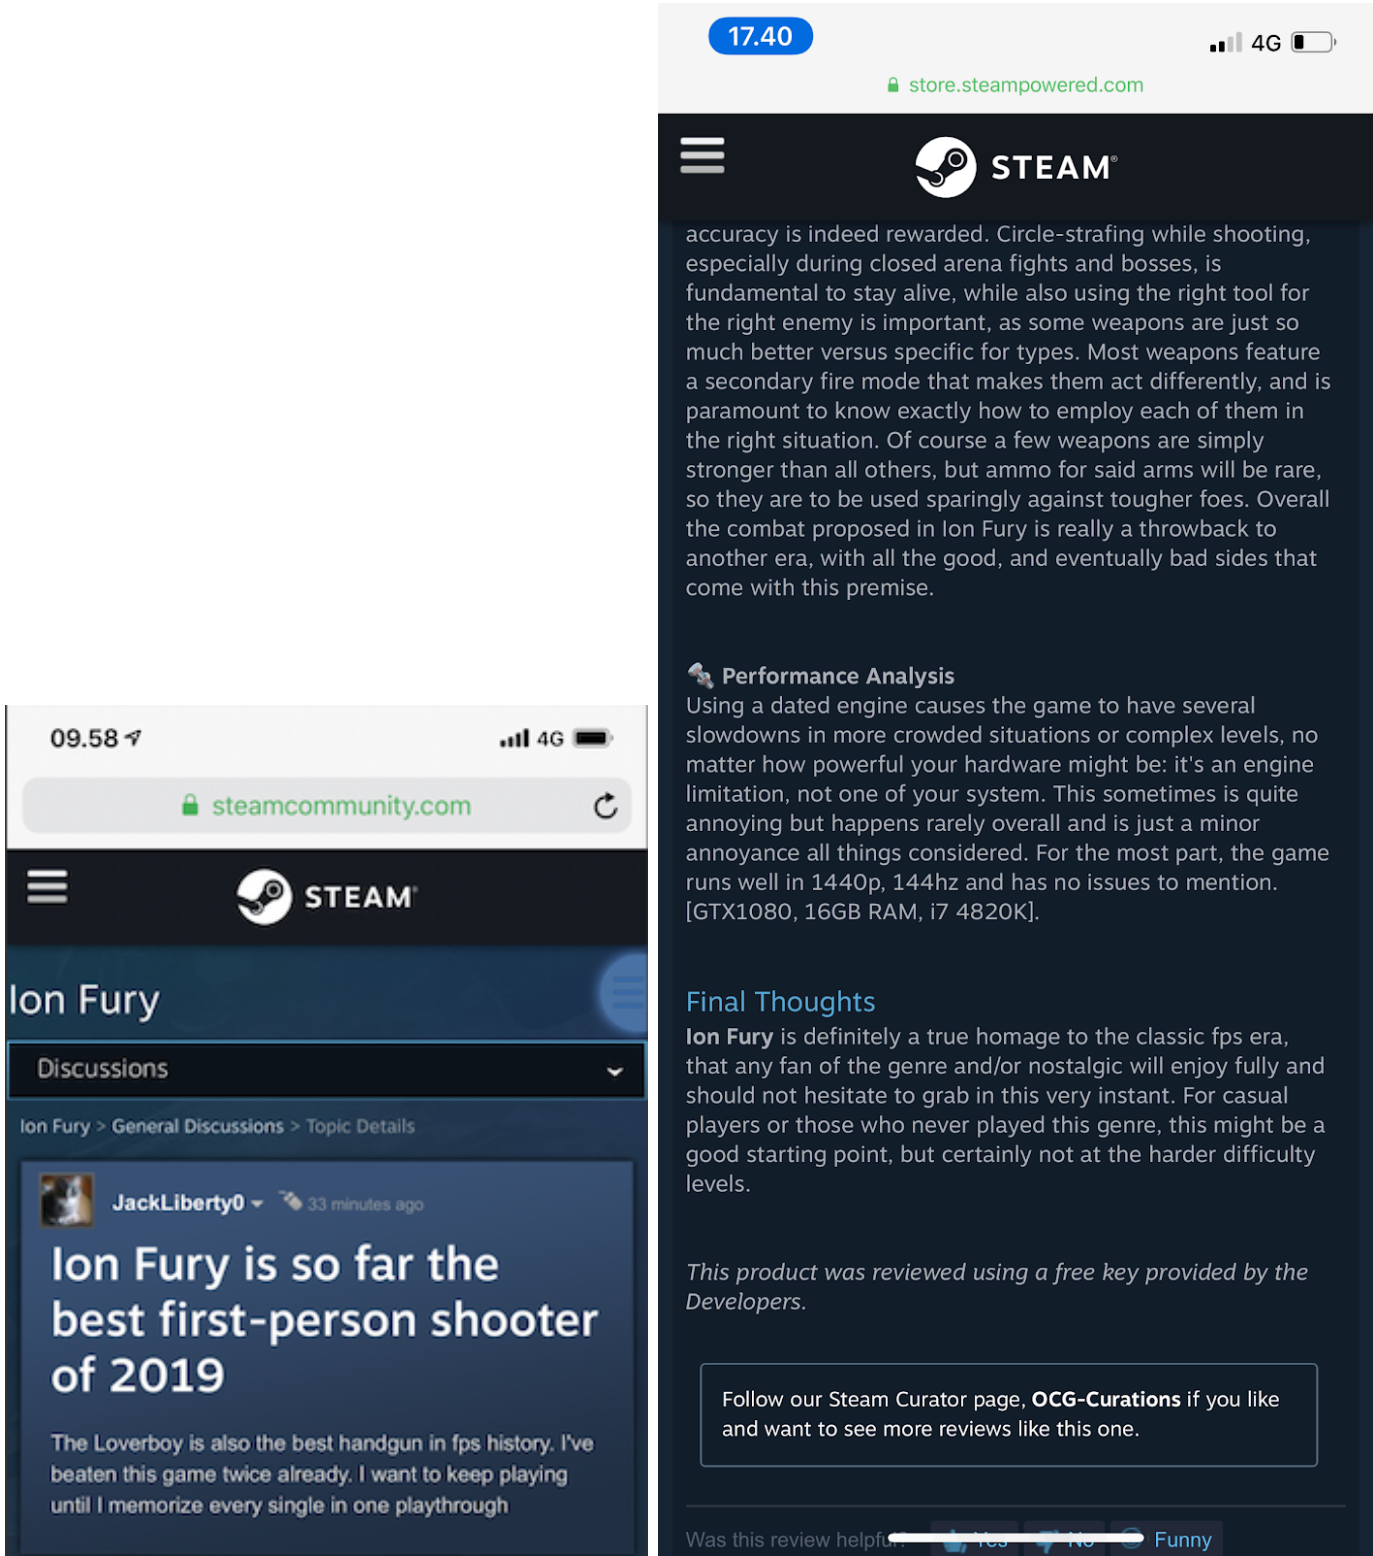 09.58
4G
steamcommunity.com
STEAM®
Ion Fury
Discussions
Ion Fury > General Discussions > Topic Details
JackLiberty0 33 minutes ago
Ion Fury is so far the
best first-person shooter
of 2019
The Loverboy is also the best handgun in fps history. I've
beaten this game twice already. I want to keep playing
until I memorize every single in one playthrough
17.40
4G
store.steampowered.com
STEAM®
accuracy is indeed rewarded. Circle-strafing while shooting,
especially during closed arena fights and bosses, is
fundamental to stay alive, while also using the right tool for
the right enemy is important, as some weapons are just so
much better versus specific for types. Most weapons feature
a secondary fire mode that makes them act differently, and is
paramount to know exactly how to employ each of them in
the right situation. Of course a few weapons are simply
stronger than all others, but ammo for said arms will be rare,
so they are to be used sparingly against tougher foes. Overall
the combat proposed in Ion Fury is really a throwback to
another era, with all the good, and eventually bad sides that
come with this premise.
Performance Analysis
Using a dated engine causes the game to have several
slowdowns in more crowded situations or complex levels, no
matter how powerful your hardware might be: it's an engine
limitation, not one of your system. This sometimes is quite
annoying but happens rarely overall and is just a minor
annoyance all things considered. For the most part, the game
runs well in 1440p, 144hz and has no issues to mention.
[GTX1080, 16GB RAM, i7 4820K].
Final Thoughts
Ion Fury is definitely a true homage to the classic fps era,
that any fan of the genre and/or nostalgic will enjoy fully and
should not hesitate to grab in this very instant. For casual
players or those who never played this genre, this might be a
good starting point, but certainly not at the harder difficulty
levels.
This product was reviewed using a free key provided by the
Developers.
Follow our Steam Curator page, OCG-Curations if you like
and want to see more reviews like this one.
Was this review helpful? Yes No Funny